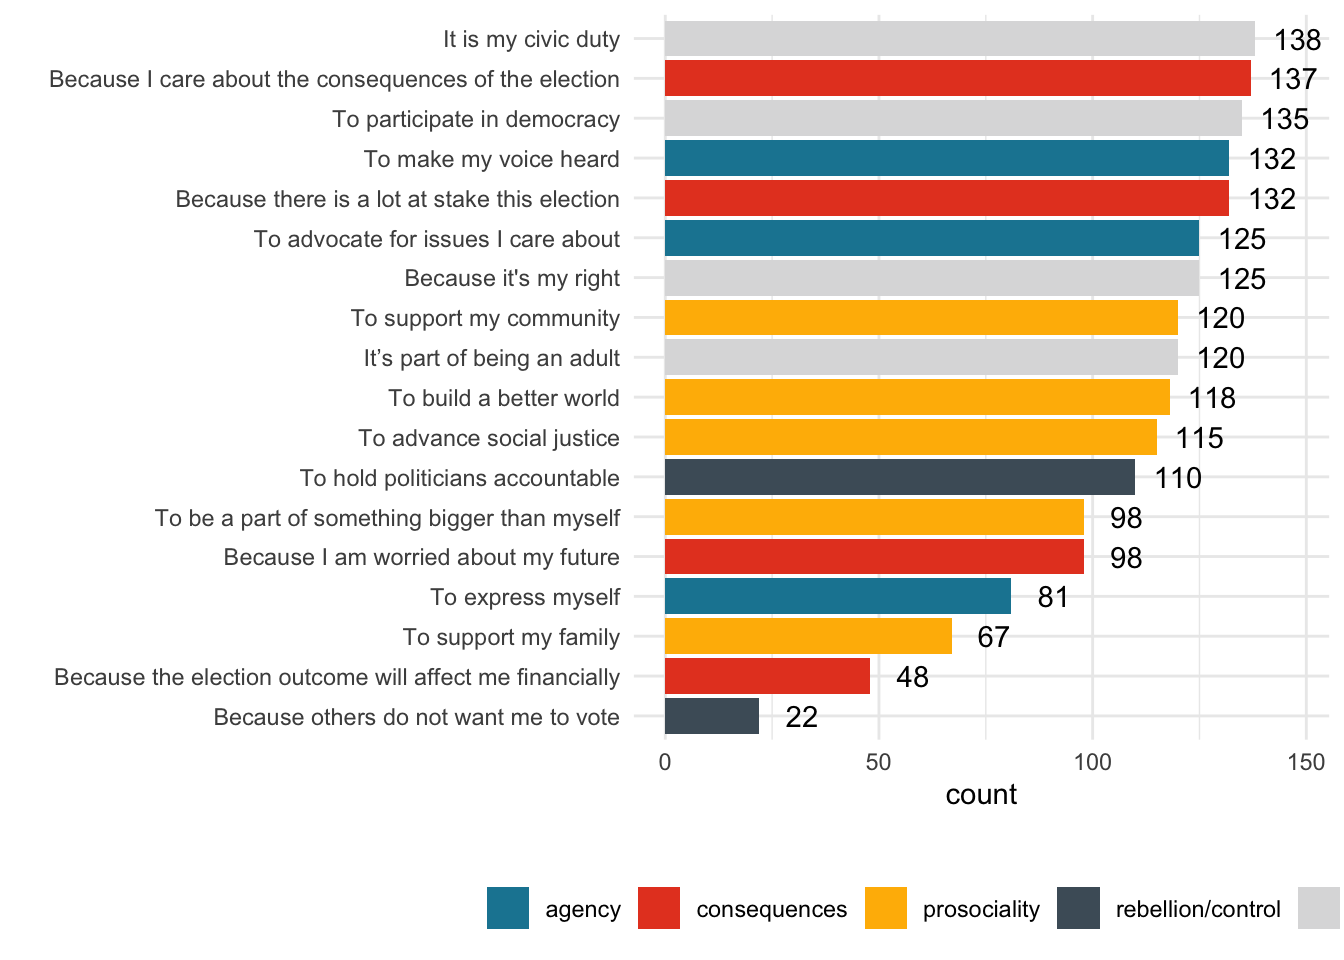 It is my civic duty 138
Because I care about the consequences of the election 137
To participate in democracy 135
To make my voice heard 132
Because there is a lot at stake this election 132
To advocate for issues I care about 125
Because it's my right 125
To support my community 120
It’s part of being an adult 120
To build a better world 118
To advance social justice 115
To hold politicians accountable 110
To be a part of something bigger than myself 98
Because I am worried about my future 98
To express myself 81
To support my family 67
Because the election outcome will affect me financially 48
Because others do not want me to vote 22
0 50 100 150
count
agency consequences prosociality rebellion/control